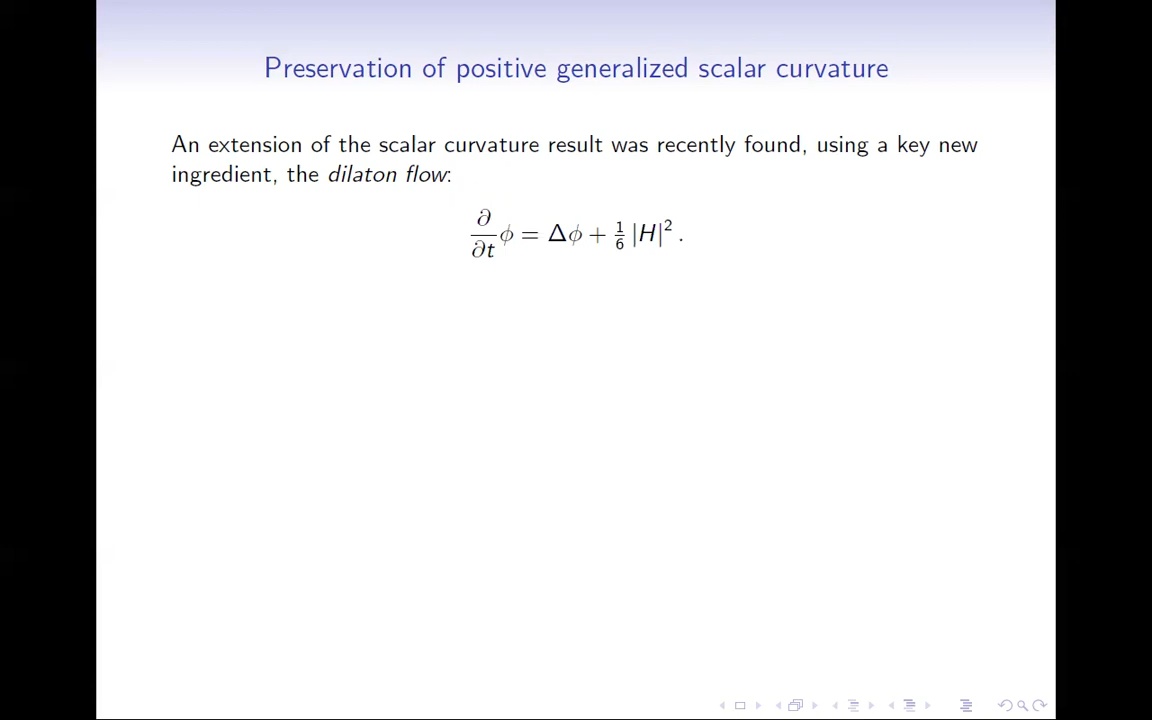 Preservation of positive generalized scalar curvature
An extension of the scalar curvature result was recently found, using a key new
ingredient, the dilaton flow:
∂/∂t ϕ = Δϕ + 1/6 |H|² .